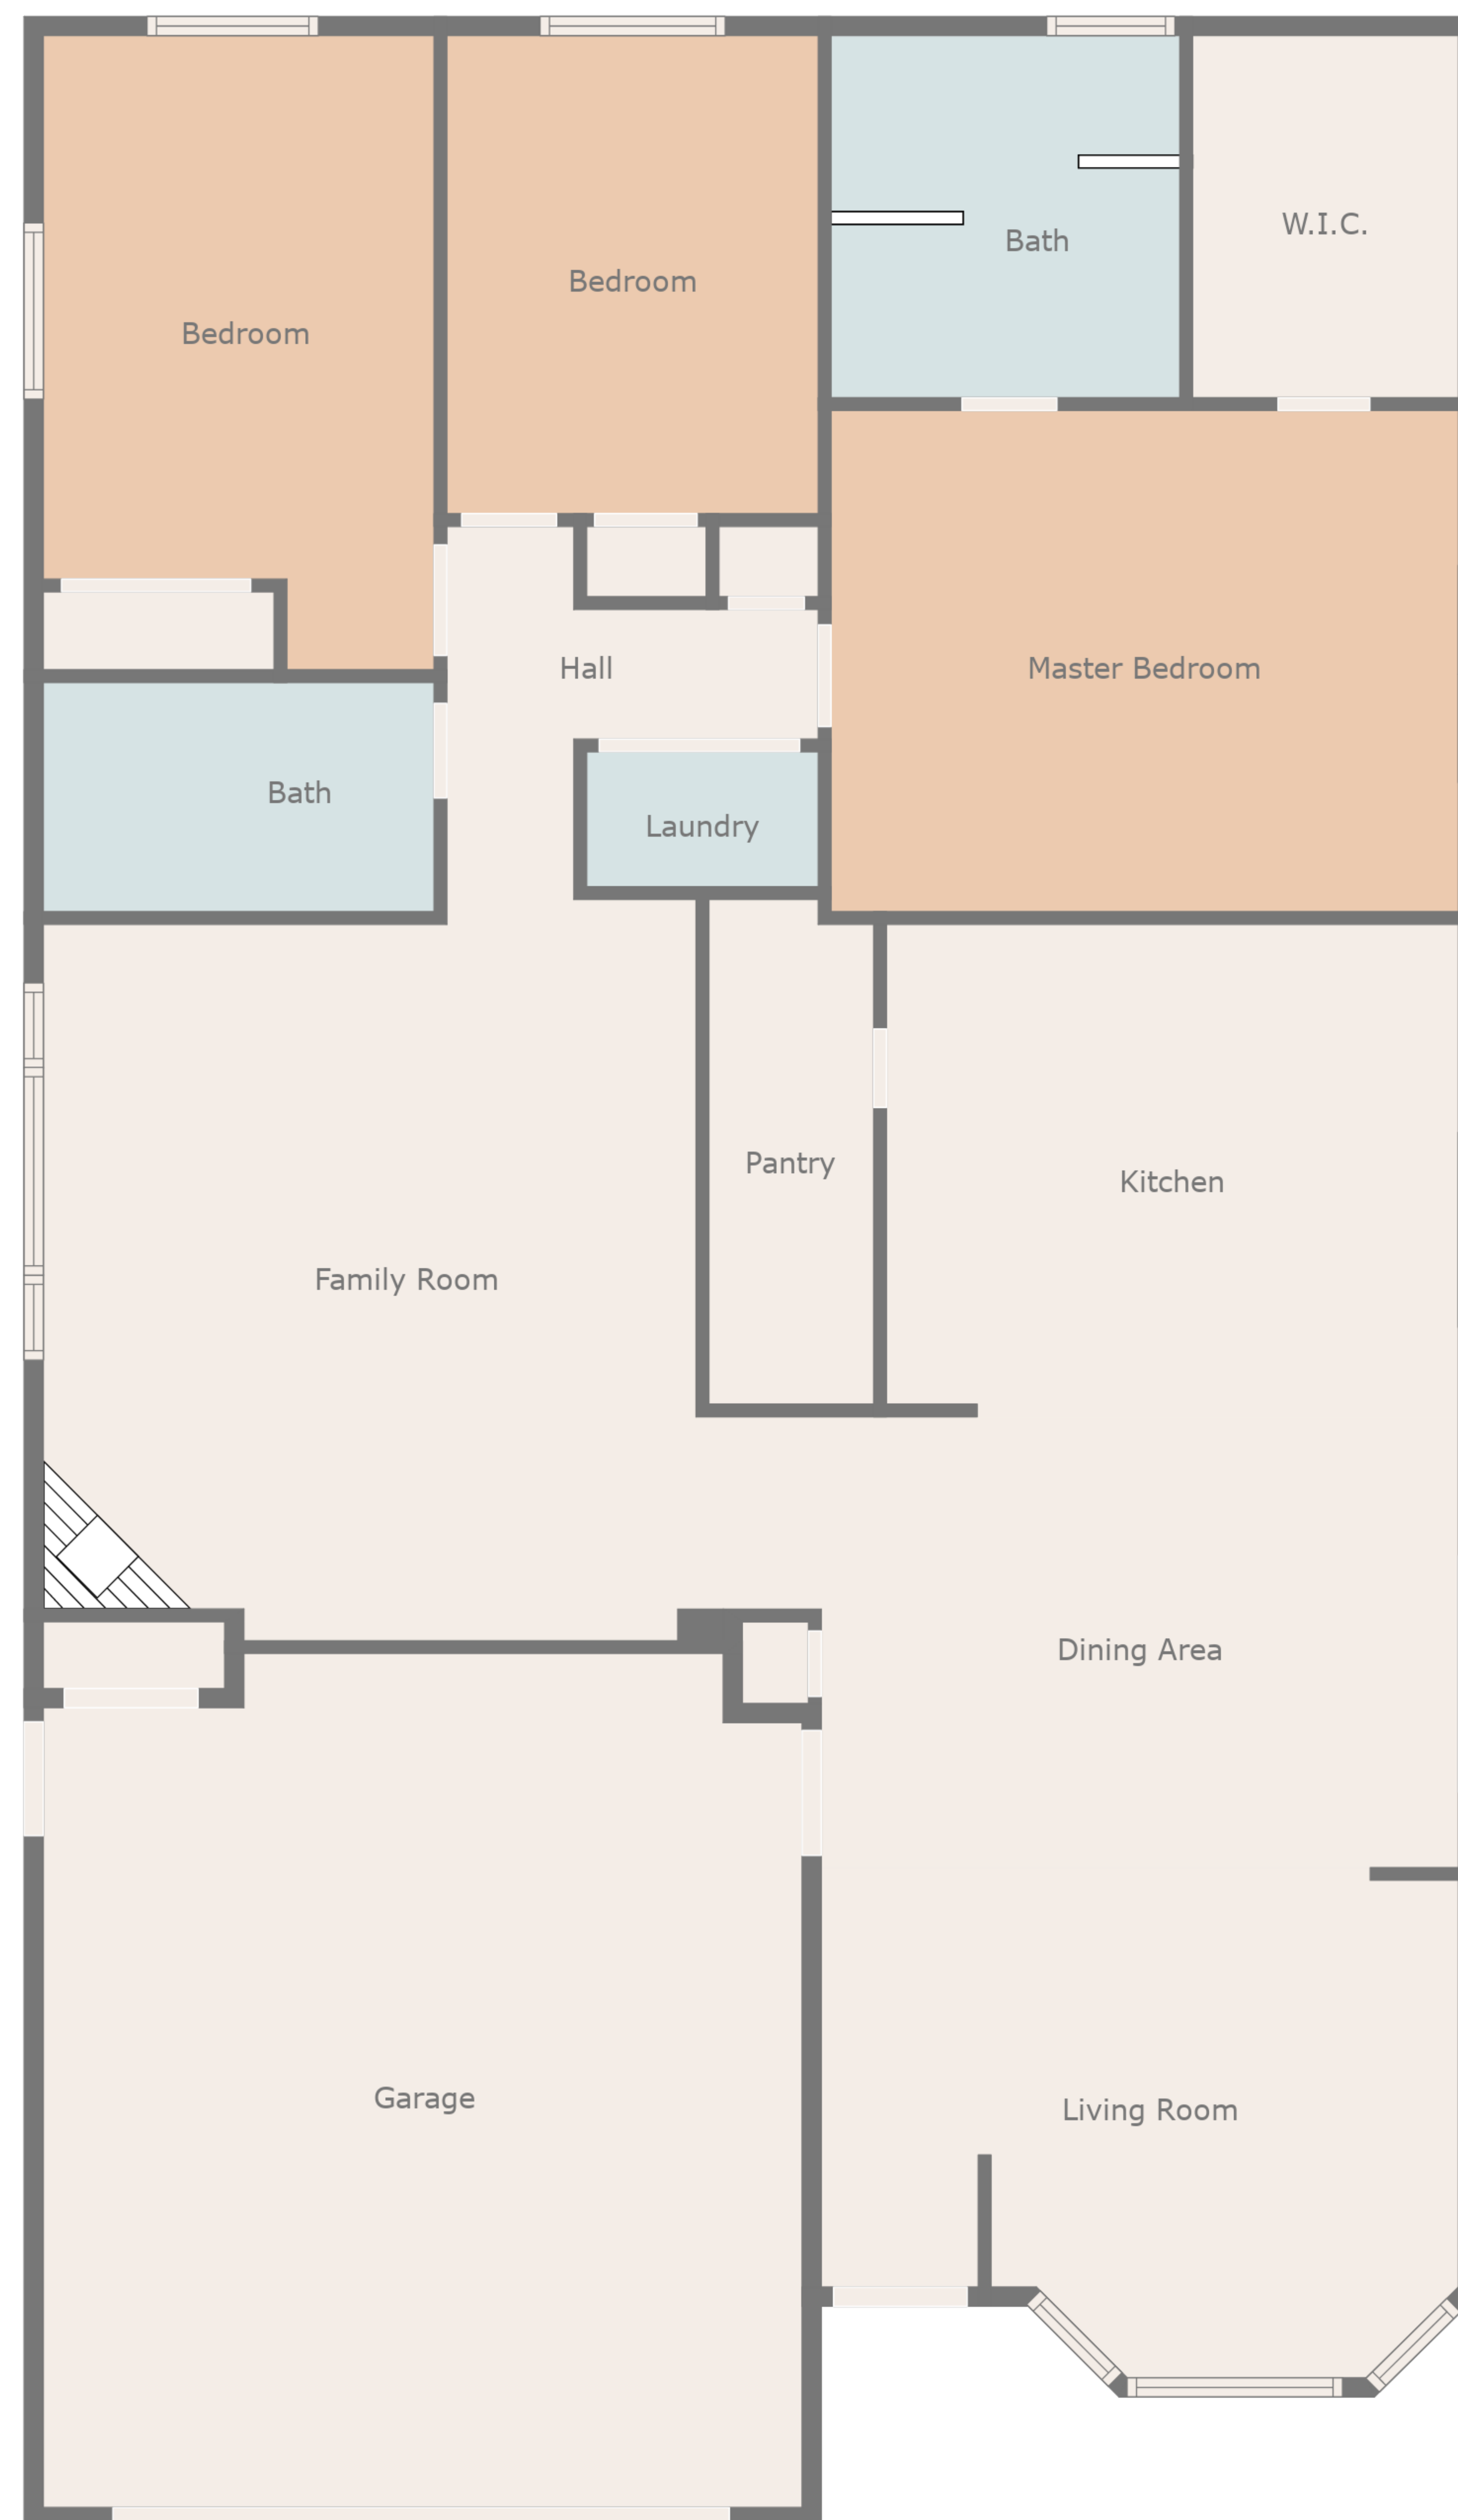 Bedroom
Bedroom
Bath
W.I.C.
Hall
Master Bedroom
Bath
Laundry
Pantry
Kitchen
Family Room
Dining Area
Garage
Living Room